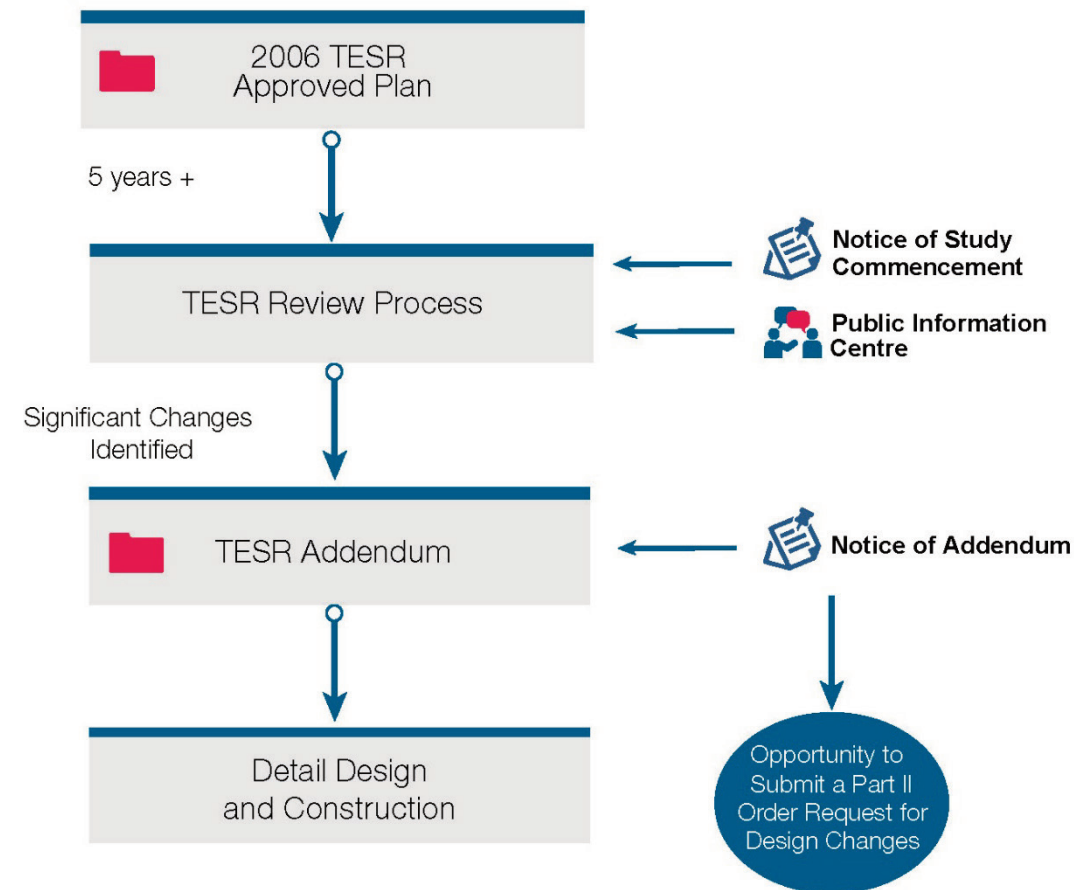 2006 TESR
Approved Plan
5 years +
Notice of Study
Commencement
TESR Review Process
Public Information
Centre
Significant Changes
Identified
TESR Addendum
Notice of Addendum
Detail Design
and Construction
Opportunity to
Submit a Part II
Order Request for
Design Changes